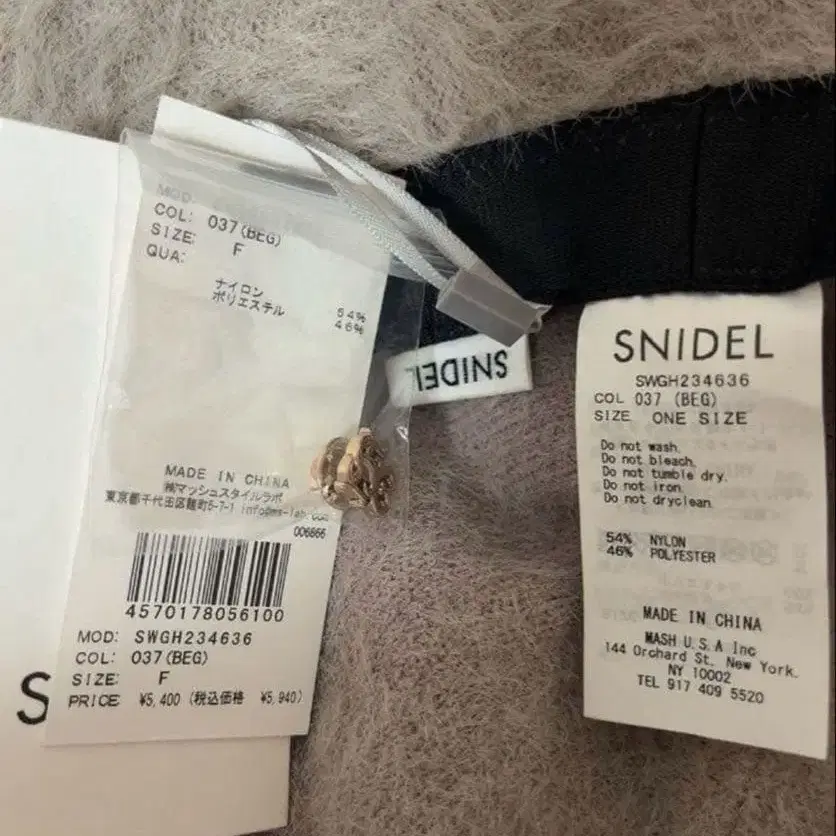 MOD:
COL: 037(BEG)
SIZE: F
QUA:
ナイロン 54%
ポリエステル 46%
MADE IN CHINA
㈱マッシュスタイルラボ
東京都千代田区麹町5-7-1 info@ms-lab.com
006866
4570178056100
MOD: SWGH234636
COL: 037(BEG)
SIZE: F
PRICE: ¥5,400 (税込価格 ¥5,940)
S
SNIDEL
SNIDEL
SWGH234636
COL 037 (BEG)
SIZE ONE SIZE
Do not wash.
Do not bleach.
Do not tumble dry.
Do not iron.
Do not dryclean.
54% NYLON
46% POLYESTER
MADE IN CHINA
MASH U.S.A Inc
144 Orchard St. New York.
NY 10002
TEL 917 409 5520